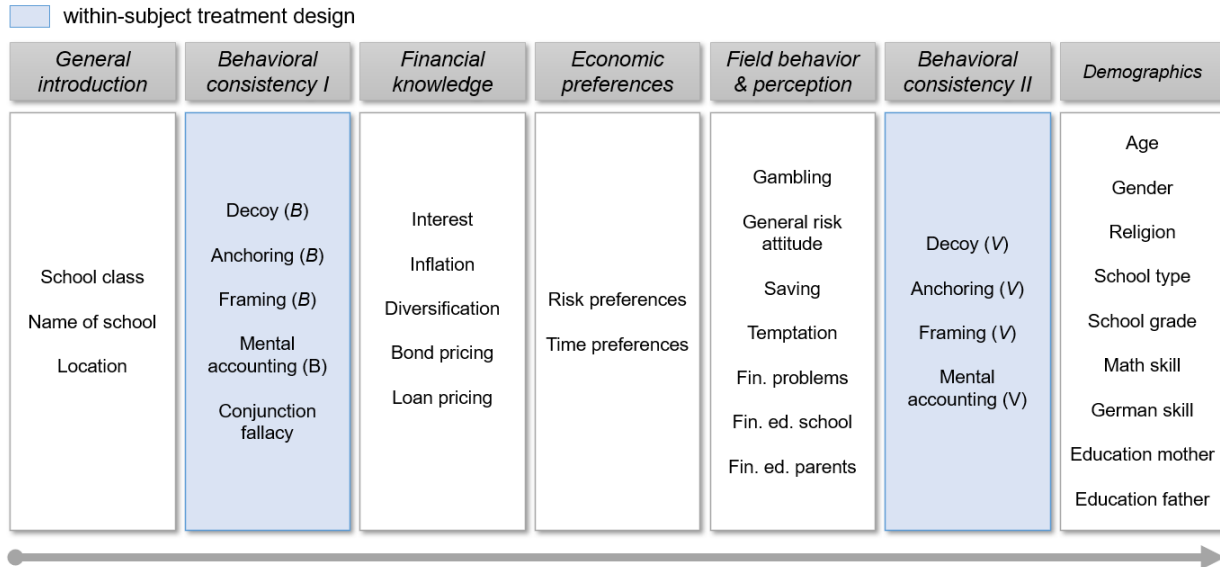 within-subject treatment design
General
introduction
Behavioral
consistency I
Financial
knowledge
Economic
preferences
Field behavior
& perception
Behavioral
consistency II
Demographics
School class
Name of school
Location
Decoy (B)
Anchoring (B)
Framing (B)
Mental
accounting (B)
Conjunction
fallacy
Interest
Inflation
Diversification
Bond pricing
Loan pricing
Risk preferences
Time preferences
Gambling
General risk
attitude
Saving
Temptation
Fin. problems
Fin. ed. school
Fin. ed. parents
Decoy (V)
Anchoring (V)
Framing (V)
Mental
accounting (V)
Age
Gender
Religion
School type
School grade
Math skill
German skill
Education mother
Education father